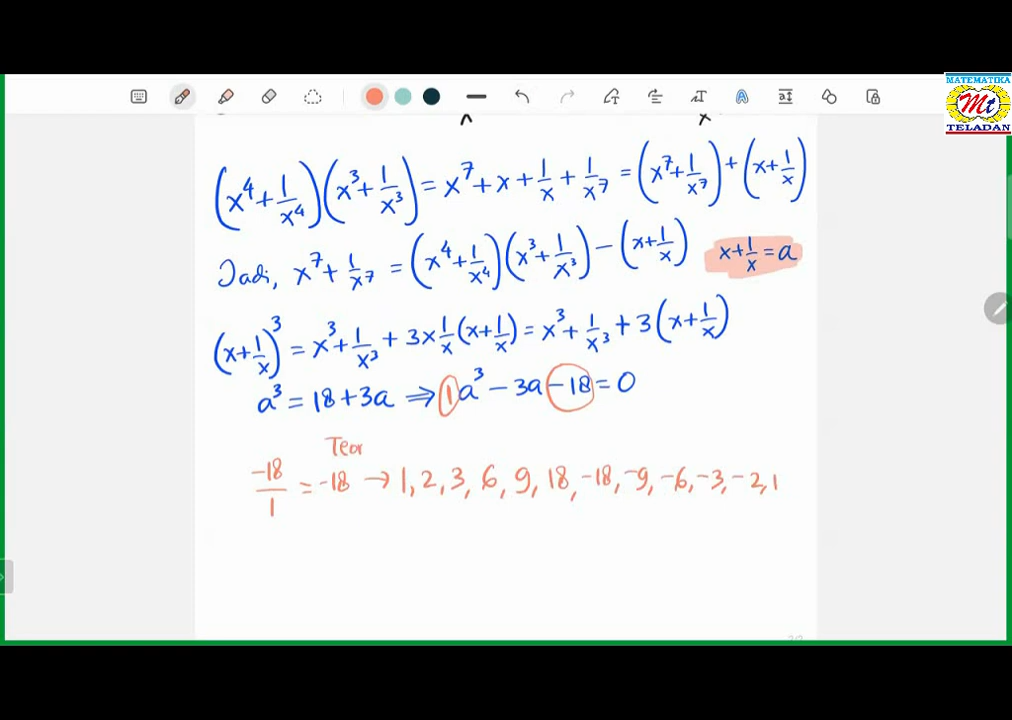 MATEMATIKA
Mt
TELADAN
(x⁴+1/x⁴)(x³+1/x³) = x⁷+x+1/x+1/x⁷ = (x⁷+1/x⁷)+(x+1/x)
Jadi, x⁷+1/x⁷ = (x⁴+1/x⁴)(x³+1/x³)−(x+1/x) x+1/x=a
(x+1/x)³ = x³+1/x³+3x1/x(x+1/x) = x³+1/x³+3(x+1/x)
a³ = 18+3a ⇒ 1a³−3a−18=0
Teor
−18/1 = −18 → 1, 2, 3, 6, 9, 18, −18, −9, −6, −3, −2, 1